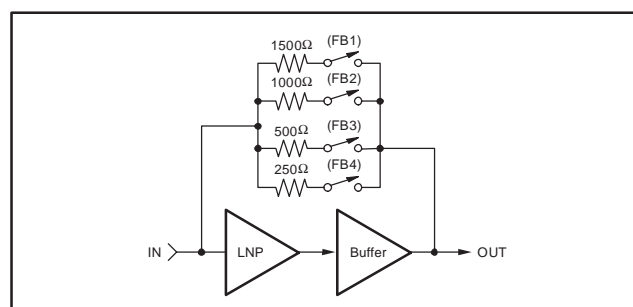 1500Ω
(FB1)
1000Ω
(FB2)
500Ω
(FB3)
250Ω
(FB4)
IN
LNP
Buffer
OUT